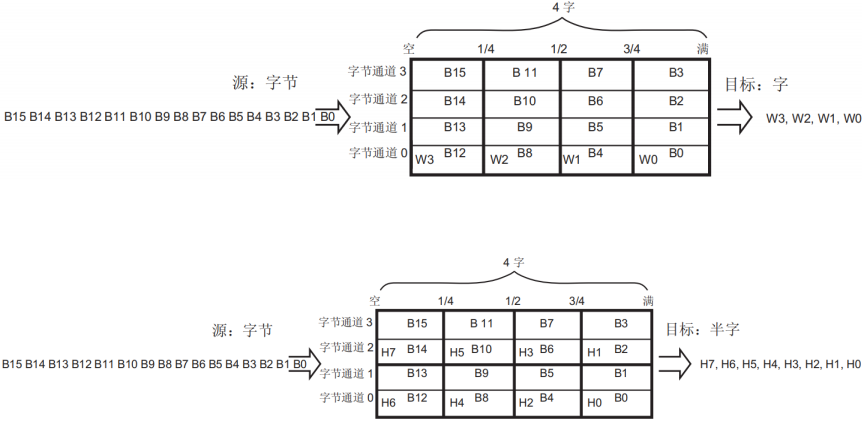 4 字
空 1/4 1/2 3/4 满
源：字节
字节通道 3 B15 B 11 B7 B3
目标：字
字节通道 2 B14 B10 B6 B2
B15 B14 B13 B12 B11 B10 B9 B8 B7 B6 B5 B4 B3 B2 B1 B0
W3, W2, W1, W0
字节通道 1 B13 B9 B5 B1
字节通道 0 W3 B12 W2 B8 W1 B4 W0 B0
4 字
空 1/4 1/2 3/4 满
源：字节
字节通道 3 B15 B 11 B7 B3
目标：半字
字节通道 2 H7 B14 H5 B10 H3 B6 H1 B2
B15 B14 B13 B12 B11 B10 B9 B8 B7 B6 B5 B4 B3 B2 B1 B0
H7, H6, H5, H4, H3, H2, H1, H0
字节通道 1 B13 B9 B5 B1
字节通道 0 H6 B12 H4 B8 H2 B4 H0 B0